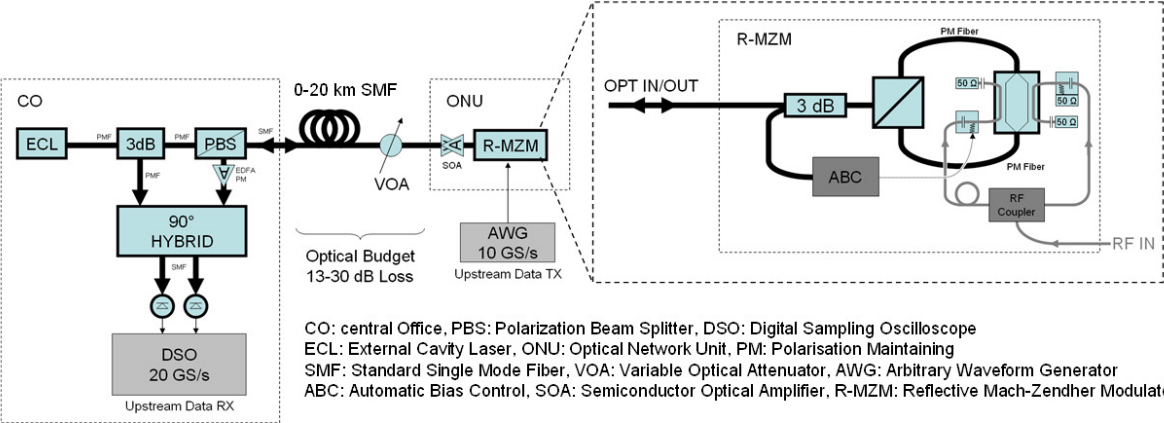 CO
ECL
PMF
3dB
PMF
PBS
SMF
PMF
EDFA
PM
A
90°
HYBRID
SMF
DSO
20 GS/s
Upstream Data RX
0-20 km SMF
VOA
Optical Budget
13-30 dB Loss
ONU
A
SOA
R-MZM
AWG
10 GS/s
Upstream Data TX
R-MZM
OPT IN/OUT
3 dB
ABC
PM Fiber
50 Ω
50 Ω
50 Ω
PM Fiber
RF
Coupler
RF IN
CO: central Office, PBS: Polarization Beam Splitter, DSO: Digital Sampling Oscilloscope
ECL: External Cavity Laser, ONU: Optical Network Unit, PM: Polarisation Maintaining
SMF: Standard Single Mode Fiber, VOA: Variable Optical Attenuator, AWG: Arbitrary Waveform Generator
ABC: Automatic Bias Control, SOA: Semiconductor Optical Amplifier, R-MZM: Reflective Mach-Zendher Modulato